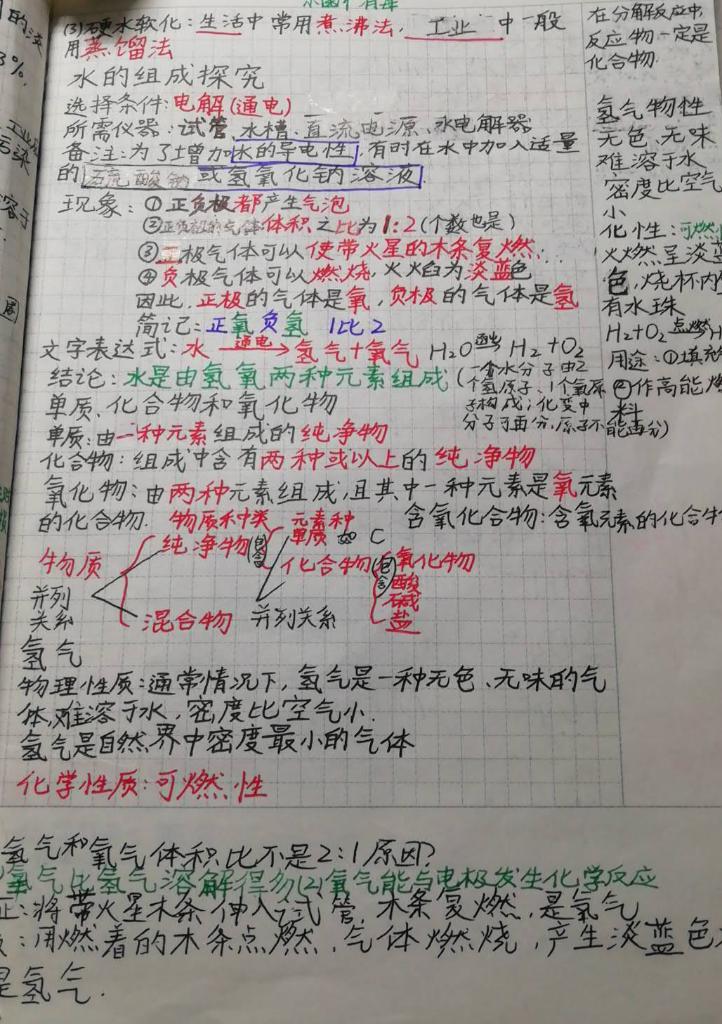 (3)硬水软化:生活中常用煮沸法, 工业 中一般
用蒸馏法
水的组成探究
选择条件:电解(通电)
所需仪器:试管、水槽、直流电源、水电解器
备注:为了增加水的导电性,有时在水中加入适量
的硫酸钠或氢氧化钠溶液
现象:①正负极都产生气泡
②正负极的气体体积之比为1:2(个数也是)
③正极气体可以使带火星的木条复燃...
④负极气体可以燃烧,火焰为淡蓝色
因此,正极的气体是氧,负极的气体是氢
简记:正氧负氢 1比2
文字表达式:水 通电→ 氢气+氧气 H2O 通电 H2+O2
结论:水是由氢氧两种元素组成(一个水分子由2
个氢原子、1个氧原
子构成;化变中
分子可再分,原子不能再分)
单质、化合物和氧化物
单质:由一种元素组成的纯净物
化合物:组成中含有两种或以上的纯净物
氧化物:由两种元素组成,且其中一种元素是氧元素
的化合物. 含氧化合物:含氧元素的化合物
物质种类
元素种
物质 纯净物 包含 单质 如 C
化合物 包含 氧化物
酸
碱
盐
混合物
并列
关系
并列关系
氢气
物理性质:通常情况下,氢气是一种无色、无味的气
体,难溶于水,密度比空气小.
氢气是自然界中密度最小的气体
化学性质:可燃性
氢气和氧气体积比不是2:1原因?
氧气比氢气溶解得多(2)氧气能与电极发生化学反应
正:将带火星木条伸入试管,木条复燃,是氧气
:用燃着的木条点燃,气体燃烧,产生淡蓝色
是氢气.
在分解反应中,
反应物一定是
化合物.
氢气物性
无色、无味
难溶于水
密度比空气
小
化性:可燃
火燃呈淡蓝
色,烧杯内
有水珠
H2+O2 点燃 H
用途:①填充
②作高能燃
料
3%,
工业
污染
溶于